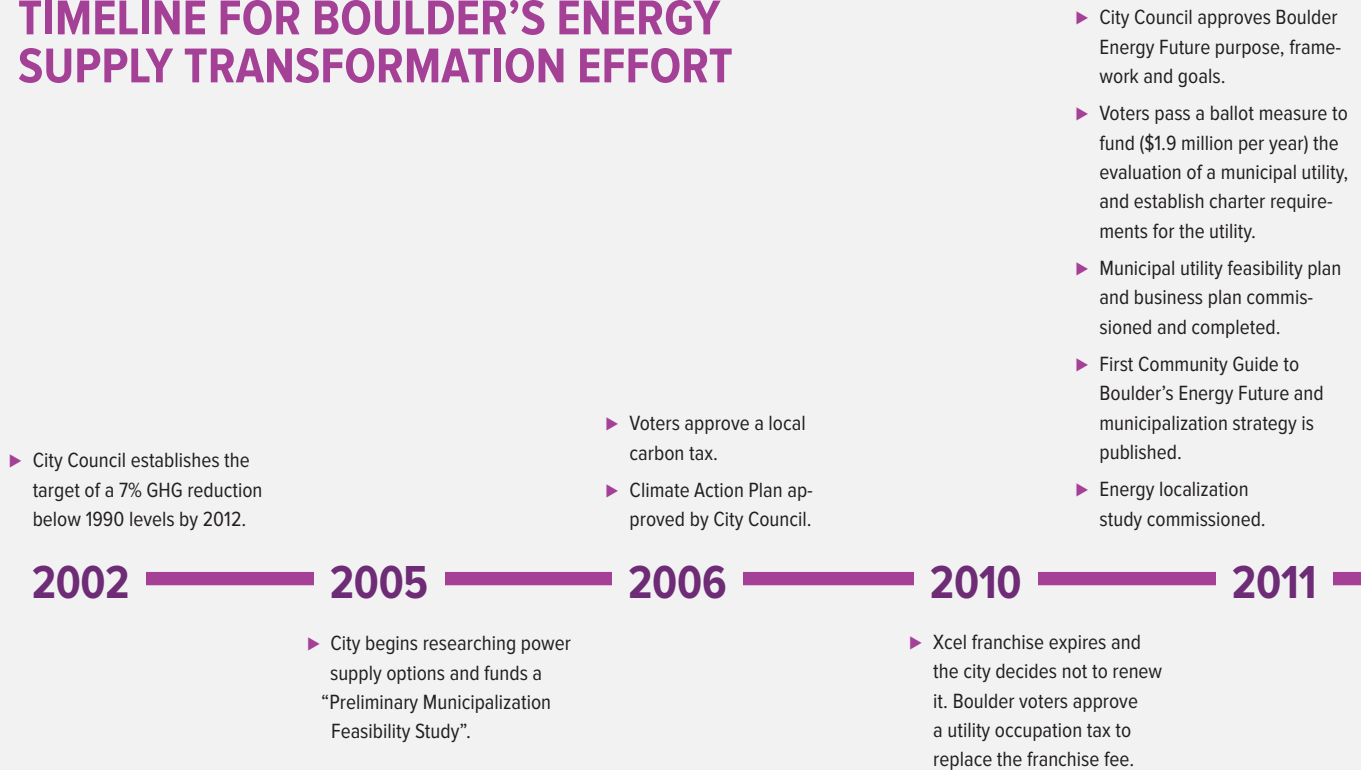 TIMELINE FOR BOULDER’S ENERGY
SUPPLY TRANSFORMATION EFFORT
▶ City Council establishes the
target of a 7% GHG reduction
below 1990 levels by 2012.
2002
2005
▶ City begins researching power
supply options and funds a
“Preliminary Municipalization
Feasibility Study”.
▶ Voters approve a local
carbon tax.
▶ Climate Action Plan ap-
proved by City Council.
2006
2010
▶ Xcel franchise expires and
the city decides not to renew
it. Boulder voters approve
a utility occupation tax to
replace the franchise fee.
▶ City Council approves Boulder
Energy Future purpose, frame-
work and goals.
▶ Voters pass a ballot measure to
fund ($1.9 million per year) the
evaluation of a municipal utility,
and establish charter require-
ments for the utility.
▶ Municipal utility feasibility plan
and business plan commis-
sioned and completed.
▶ First Community Guide to
Boulder’s Energy Future and
municipalization strategy is
published.
▶ Energy localization
study commissioned.
2011